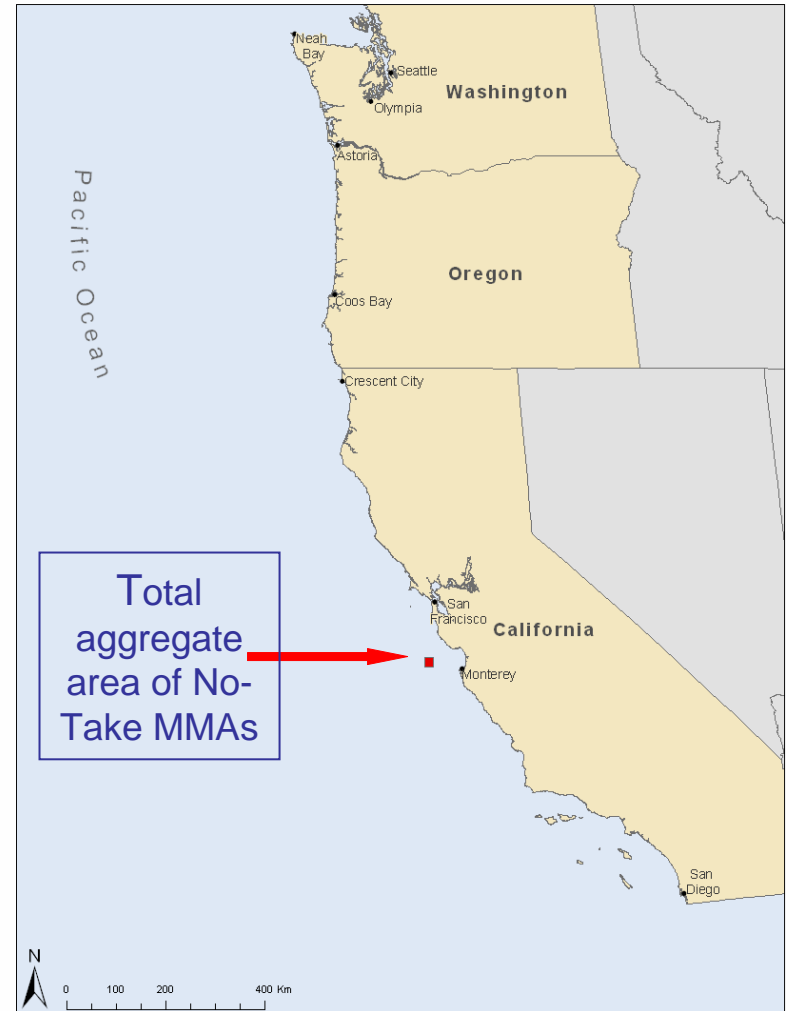 Neah
Bay
Seattle
Washington
Olympia
Astoria
Pacific Ocean
Oregon
Coos Bay
Crescent City
Total
aggregate
area of No-
Take MMAs
San
Francisco
California
Monterey
San
Diego
N
0 100 200 400 Km